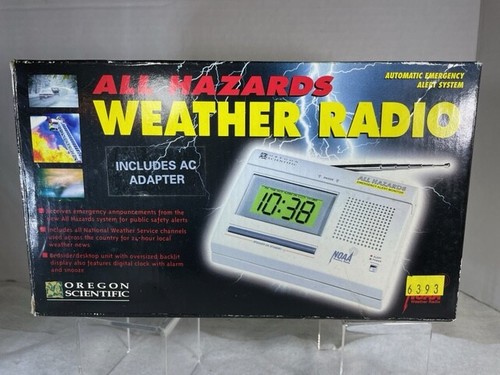 ALL HAZARDS
AUTOMATIC EMERGENCY
ALERT SYSTEM
WEATHER RADIO
INCLUDES AC
ADAPTER
OREGON
SCIENTIFIC
ALL HAZARDS
10:38
NOAA
Receives emergency announcements from the
new All Hazards system for public safety alerts
Includes all National Weather Service channels
used across the country for 24-hour local
weather news
Bedside/desktop unit with oversized backlit
display also features digital clock with alarm
and snooze
OREGON
SCIENTIFIC
6393
NOAA